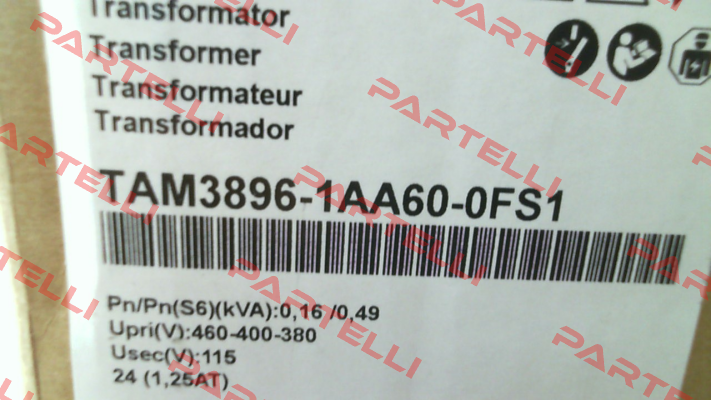 Transformator
Transformer
Transformateur
Transformador
TAM3896-1AA60-0FS1
Pn/Pn(S6)(kVA):0,16 /0,49
Upri(V):460-400-380
Usec(V):115
24 (1,25AT)
PARTELLI
PARTELLI
PARTELLI
PARTELLI
PARTELLI
PARTELLI
PARTELLI
PARTELLI